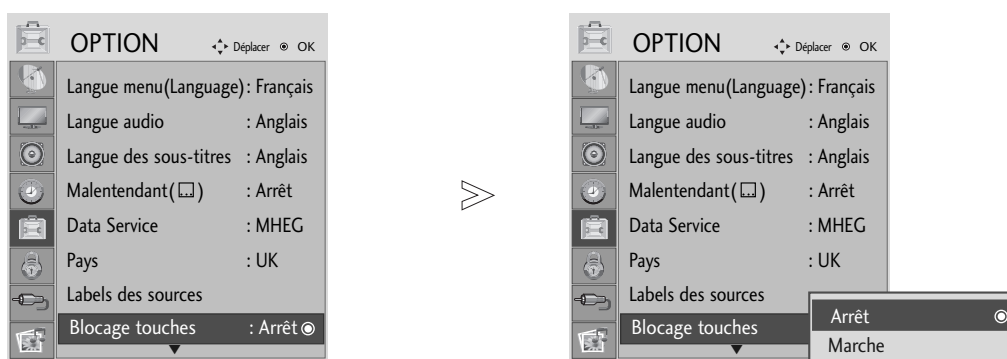 OPTION
Déplacer OK
Langue menu(Language) : Français
Langue audio : Anglais
Langue des sous-titres : Anglais
Malentendant( ) : Arrêt
Data Service : MHEG
Pays : UK
Labels des sources
Blocage touches : Arrêt
OPTION
Déplacer OK
Langue menu(Language) : Français
Langue audio : Anglais
Langue des sous-titres : Anglais
Malentendant( ) : Arrêt
Data Service : MHEG
Pays : UK
Labels des sources
Blocage touches
Arrêt
Marche